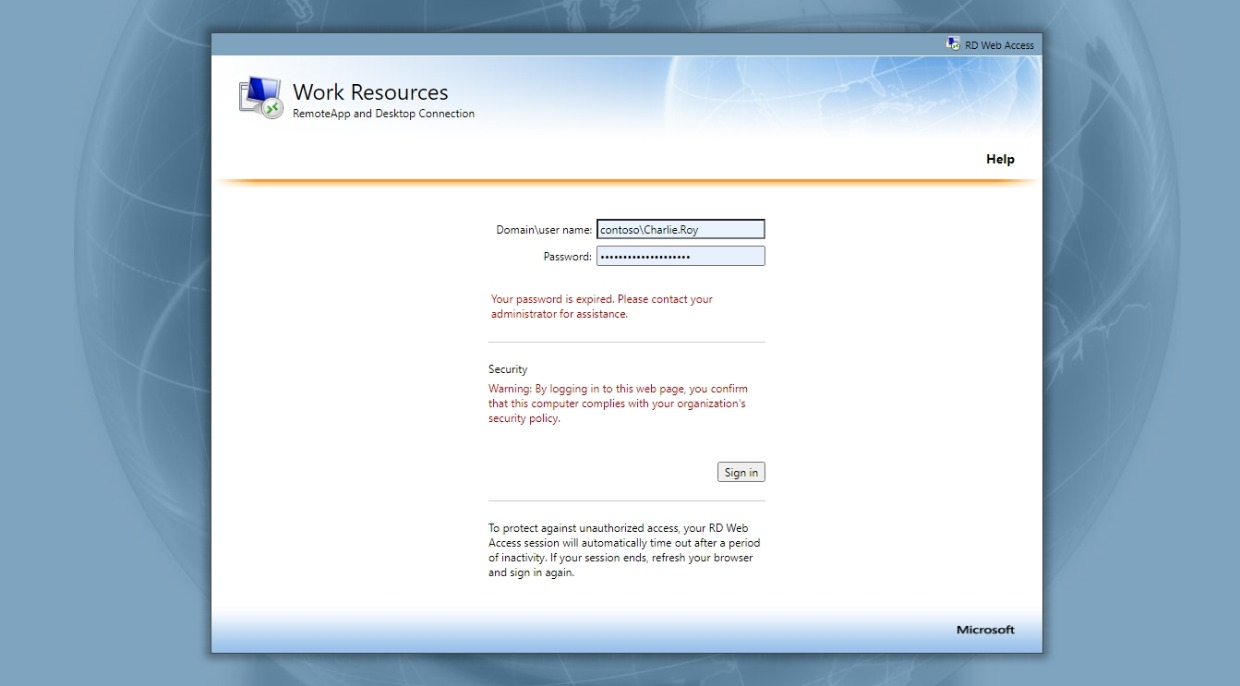 RD Web Access
Work Resources
RemoteApp and Desktop Connection
Help
Domain\user name: contoso\Charlie.Roy
Password: ••••••••••••••••••••
Your password is expired. Please contact your
administrator for assistance.
Security
Warning: By logging in to this web page, you confirm
that this computer complies with your organization's
security policy.
Sign in
To protect against unauthorized access, your RD Web
Access session will automatically time out after a period
of inactivity. If your session ends, refresh your browser
and sign in again.
Microsoft